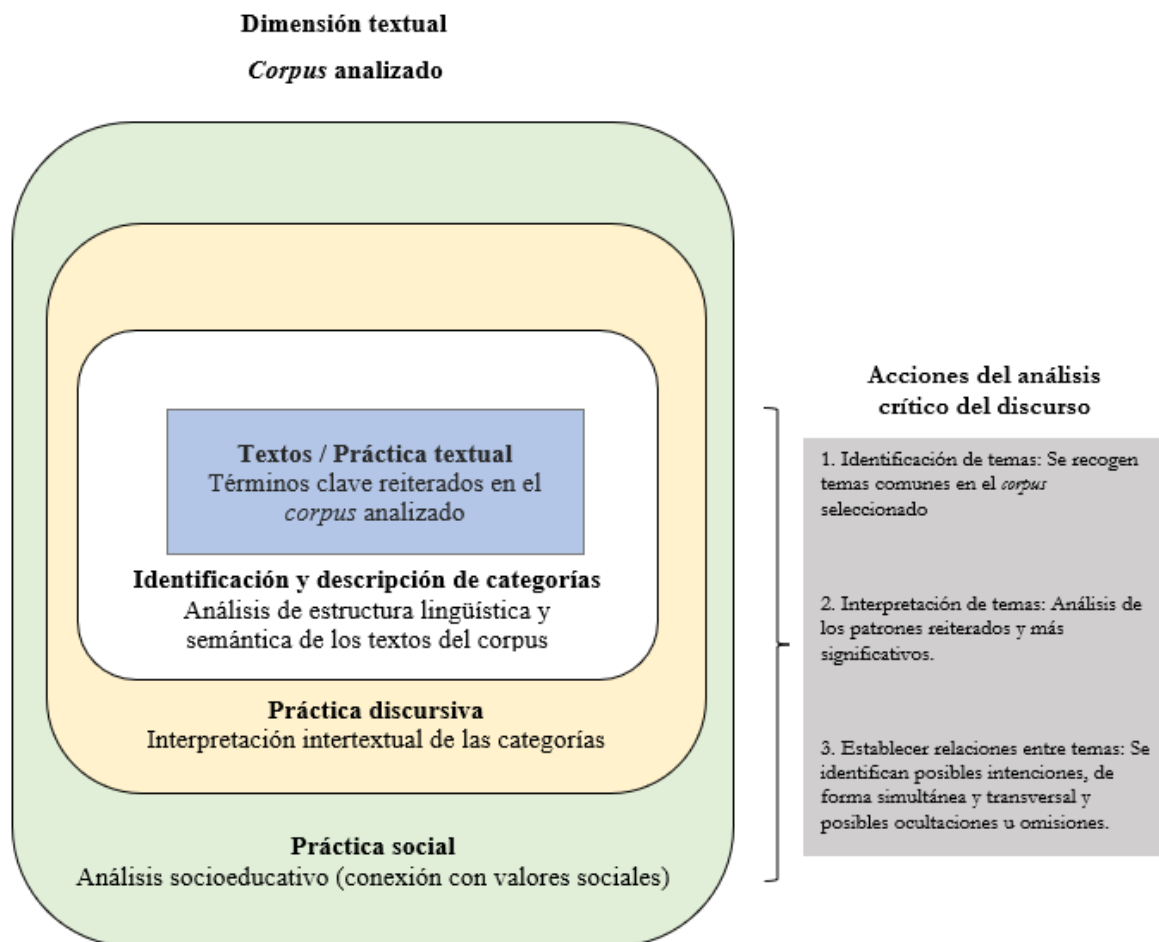 Dimensión textual
Corpus analizado
Textos / Práctica textual
Términos clave reiterados en el
corpus analizado
Identificación y descripción de categorías
Análisis de estructura lingüística y
semántica de los textos del corpus
Práctica discursiva
Interpretación intertextual de las categorías
Práctica social
Análisis socioeducativo (conexión con valores sociales)
Acciones del análisis
crítico del discurso
1. Identificación de temas: Se recogen
temas comunes en el corpus
seleccionado
2. Interpretación de temas: Análisis de
los patrones reiterados y más
significativos.
3. Establecer relaciones entre temas: Se
identifican posibles intenciones, de
forma simultánea y transversal y
posibles ocultaciones u omisiones.